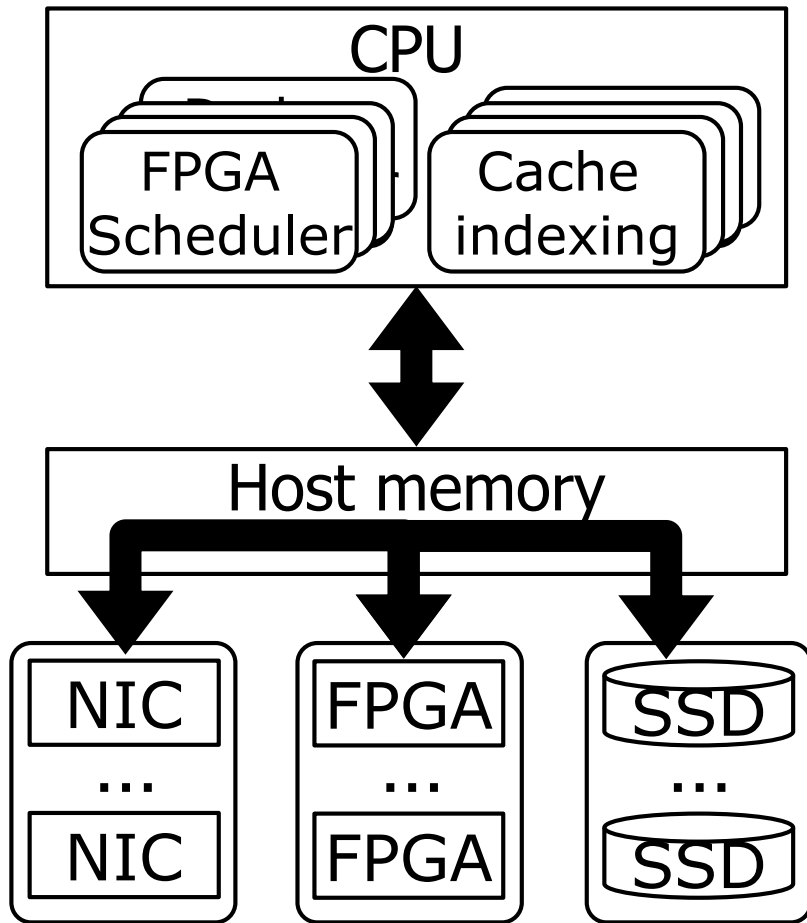 CPU
FPGA
Scheduler
Cache
indexing
Host memory
NIC
FPGA
SSD
...
...
...
NIC
FPGA
SSD